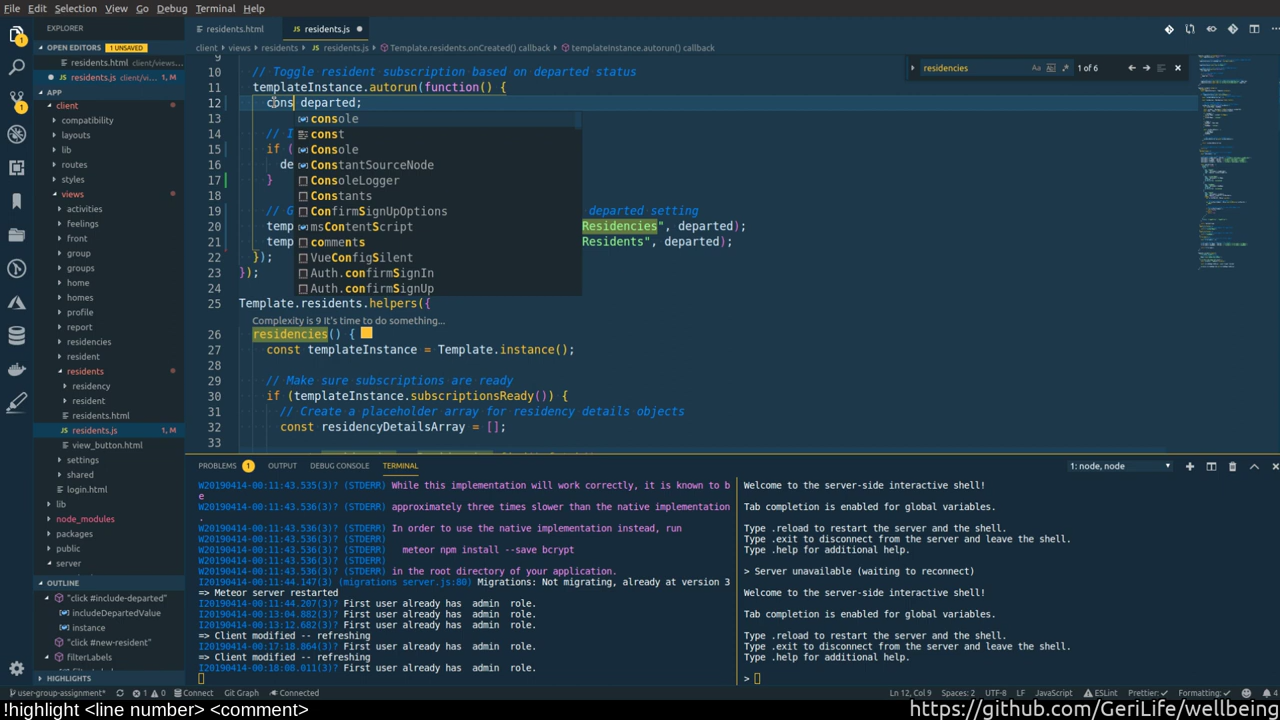 File Edit Selection View Go Debug Terminal Help
EXPLORER
OPEN EDITORS 1 UNSAVED
residents.html client/views...
residents.js client/vi... 1, M
APP
client
compatibility
layouts
lib
routes
styles
views
activities
feelings
front
group
groups
home
homes
profile
report
residencies
resident
residents
residency
resident
residents.html
residents.js 1, M
view_button.html
settings
shared
login.html
lib
node_modules
packages
public
server
OUTLINE
"click #include-departed"
includeDepartedValue
instance
"click #new-resident"
filterLabels
HIGHLIGHTS
residents.html residents.js
client › views › residents › residents.js › Template.residents.onCreated() callback › templateInstance.autorun() callback
residencies Aa 1 of 6
9
10 // Toggle resident subscription based on departed status
11 templateInstance.autorun(function() {
12 cons departed;
13 console
14 // I const
15 if ( Console
16 de ConstantSourceNode
17 } ConsoleLogger
18 Constants
19 // G ConfirmSignUpOptions departed setting
20 temp msContentScript Residencies", departed);
21 temp comments Residents", departed);
22 }); VueConfigSilent
23 }); Auth.confirmSignIn
24 Auth.confirmSignUp
25 Template.residents.helpers({
Complexity is 9 It's time to do something...
26 residencies() {
27 const templateInstance = Template.instance();
28
29 // Make sure subscriptions are ready
30 if (templateInstance.subscriptionsReady()) {
31 // Create a placeholder array for residency details objects
32 const residencyDetailsArray = [];
33
PROBLEMS 1 OUTPUT DEBUG CONSOLE TERMINAL 1: node, node
W20190414-00:11:43.535(3)? (STDERR) While this implementation will work correctly, it is known to b
e
W20190414-00:11:43.536(3)? (STDERR) approximately three times slower than the native implementation
.
W20190414-00:11:43.536(3)? (STDERR) In order to use the native implementation instead, run
W20190414-00:11:43.536(3)? (STDERR)
W20190414-00:11:43.536(3)? (STDERR) meteor npm install --save bcrypt
W20190414-00:11:43.536(3)? (STDERR)
W20190414-00:11:43.536(3)? (STDERR) in the root directory of your application.
I20190414-00:11:44.147(3) (migrations server.js:80) Migrations: Not migrating, already at version 3
=> Meteor server restarted
I20190414-00:11:44.207(3)? First user already has admin role.
I20190414-00:13:04.882(3)? First user already has admin role.
I20190414-00:13:12.682(3)? First user already has admin role.
=> Client modified -- refreshing
I20190414-00:17:18.864(3)? First user already has admin role.
=> Client modified -- refreshing
I20190414-00:18:08.011(3)? First user already has admin role.
Welcome to the server-side interactive shell!
Tab completion is enabled for global variables.
Type .reload to restart the server and the shell.
Type .exit to disconnect from the server and leave the shell.
Type .help for additional help.
> Server unavailable (waiting to reconnect)
Welcome to the server-side interactive shell!
Tab completion is enabled for global variables.
Type .reload to restart the server and the shell.
Type .exit to disconnect from the server and leave the shell.
Type .help for additional help.
>
user-group-assignment* 1 0 Connect Git Graph Connected Ln 12, Col 9 Spaces: 2 UTF-8 LF JavaScript ESLint Prettier: ✓ Formatting: ✓ 4
!highlight <line number> <comment> https://github.com/GeriLife/wellbeing